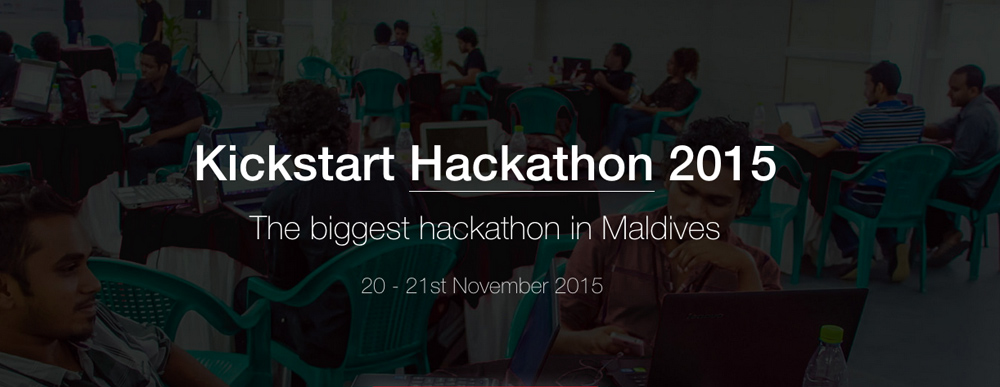 Kickstart Hackathon 2015
The biggest hackathon in Maldives
20 - 21st November 2015